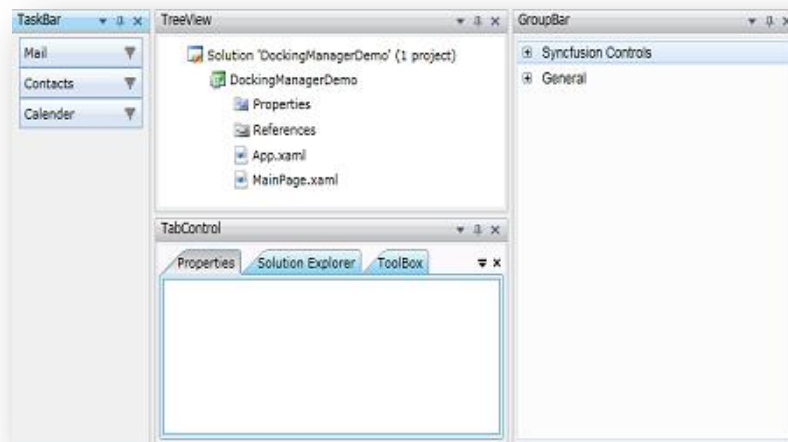 TaskBar
Mail
Contacts
Calender
TreeView
Solution 'DockingManagerDemo' (1 project)
DockingManagerDemo
Properties
References
App.xaml
MainPage.xaml
TabControl
Properties
Solution Explorer
ToolBox
GroupBar
Syncfusion Controls
General